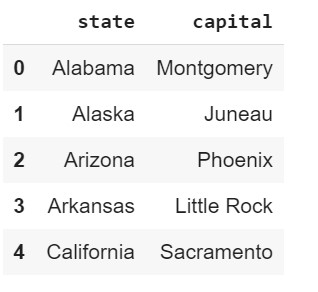 state capital
0 Alabama Montgomery
1 Alaska Juneau
2 Arizona Phoenix
3 Arkansas Little Rock
4 California Sacramento